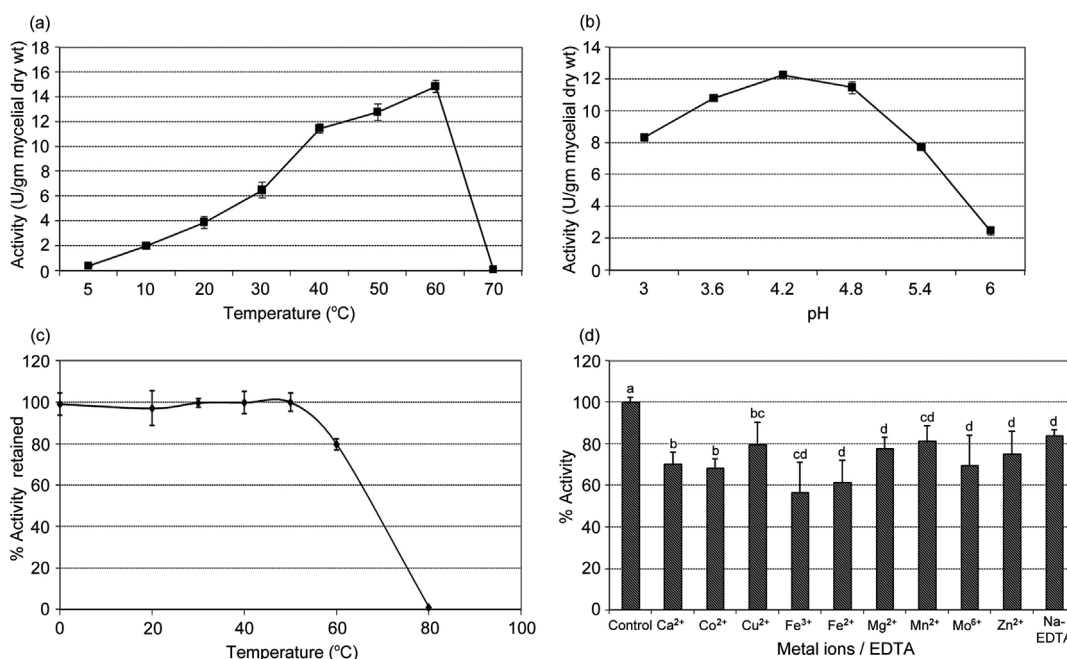 (a)
18
16
14
12
10
8
6
4
2
0
Activity (U/gm mycelial dry wt)
5 10 20 30 40 50 60 70
Temperature (°C)
(b)
14
12
10
8
6
4
2
0
Activity (U/gm mycelial dry wt)
3 3.6 4.2 4.8 5.4 6
pH
(c)
120
100
80
60
40
20
0
% Activity retained
0 20 40 60 80 100
Temperature (°C)
(d)
120
100
80
60
40
20
0
% Activity
a b b bc cd d d cd d d d
Control Ca²⁺ Co²⁺ Cu²⁺ Fe³⁺ Fe²⁺ Mg²⁺ Mn²⁺ Mo⁶⁺ Zn²⁺ Na-
EDTA
Metal ions / EDTA